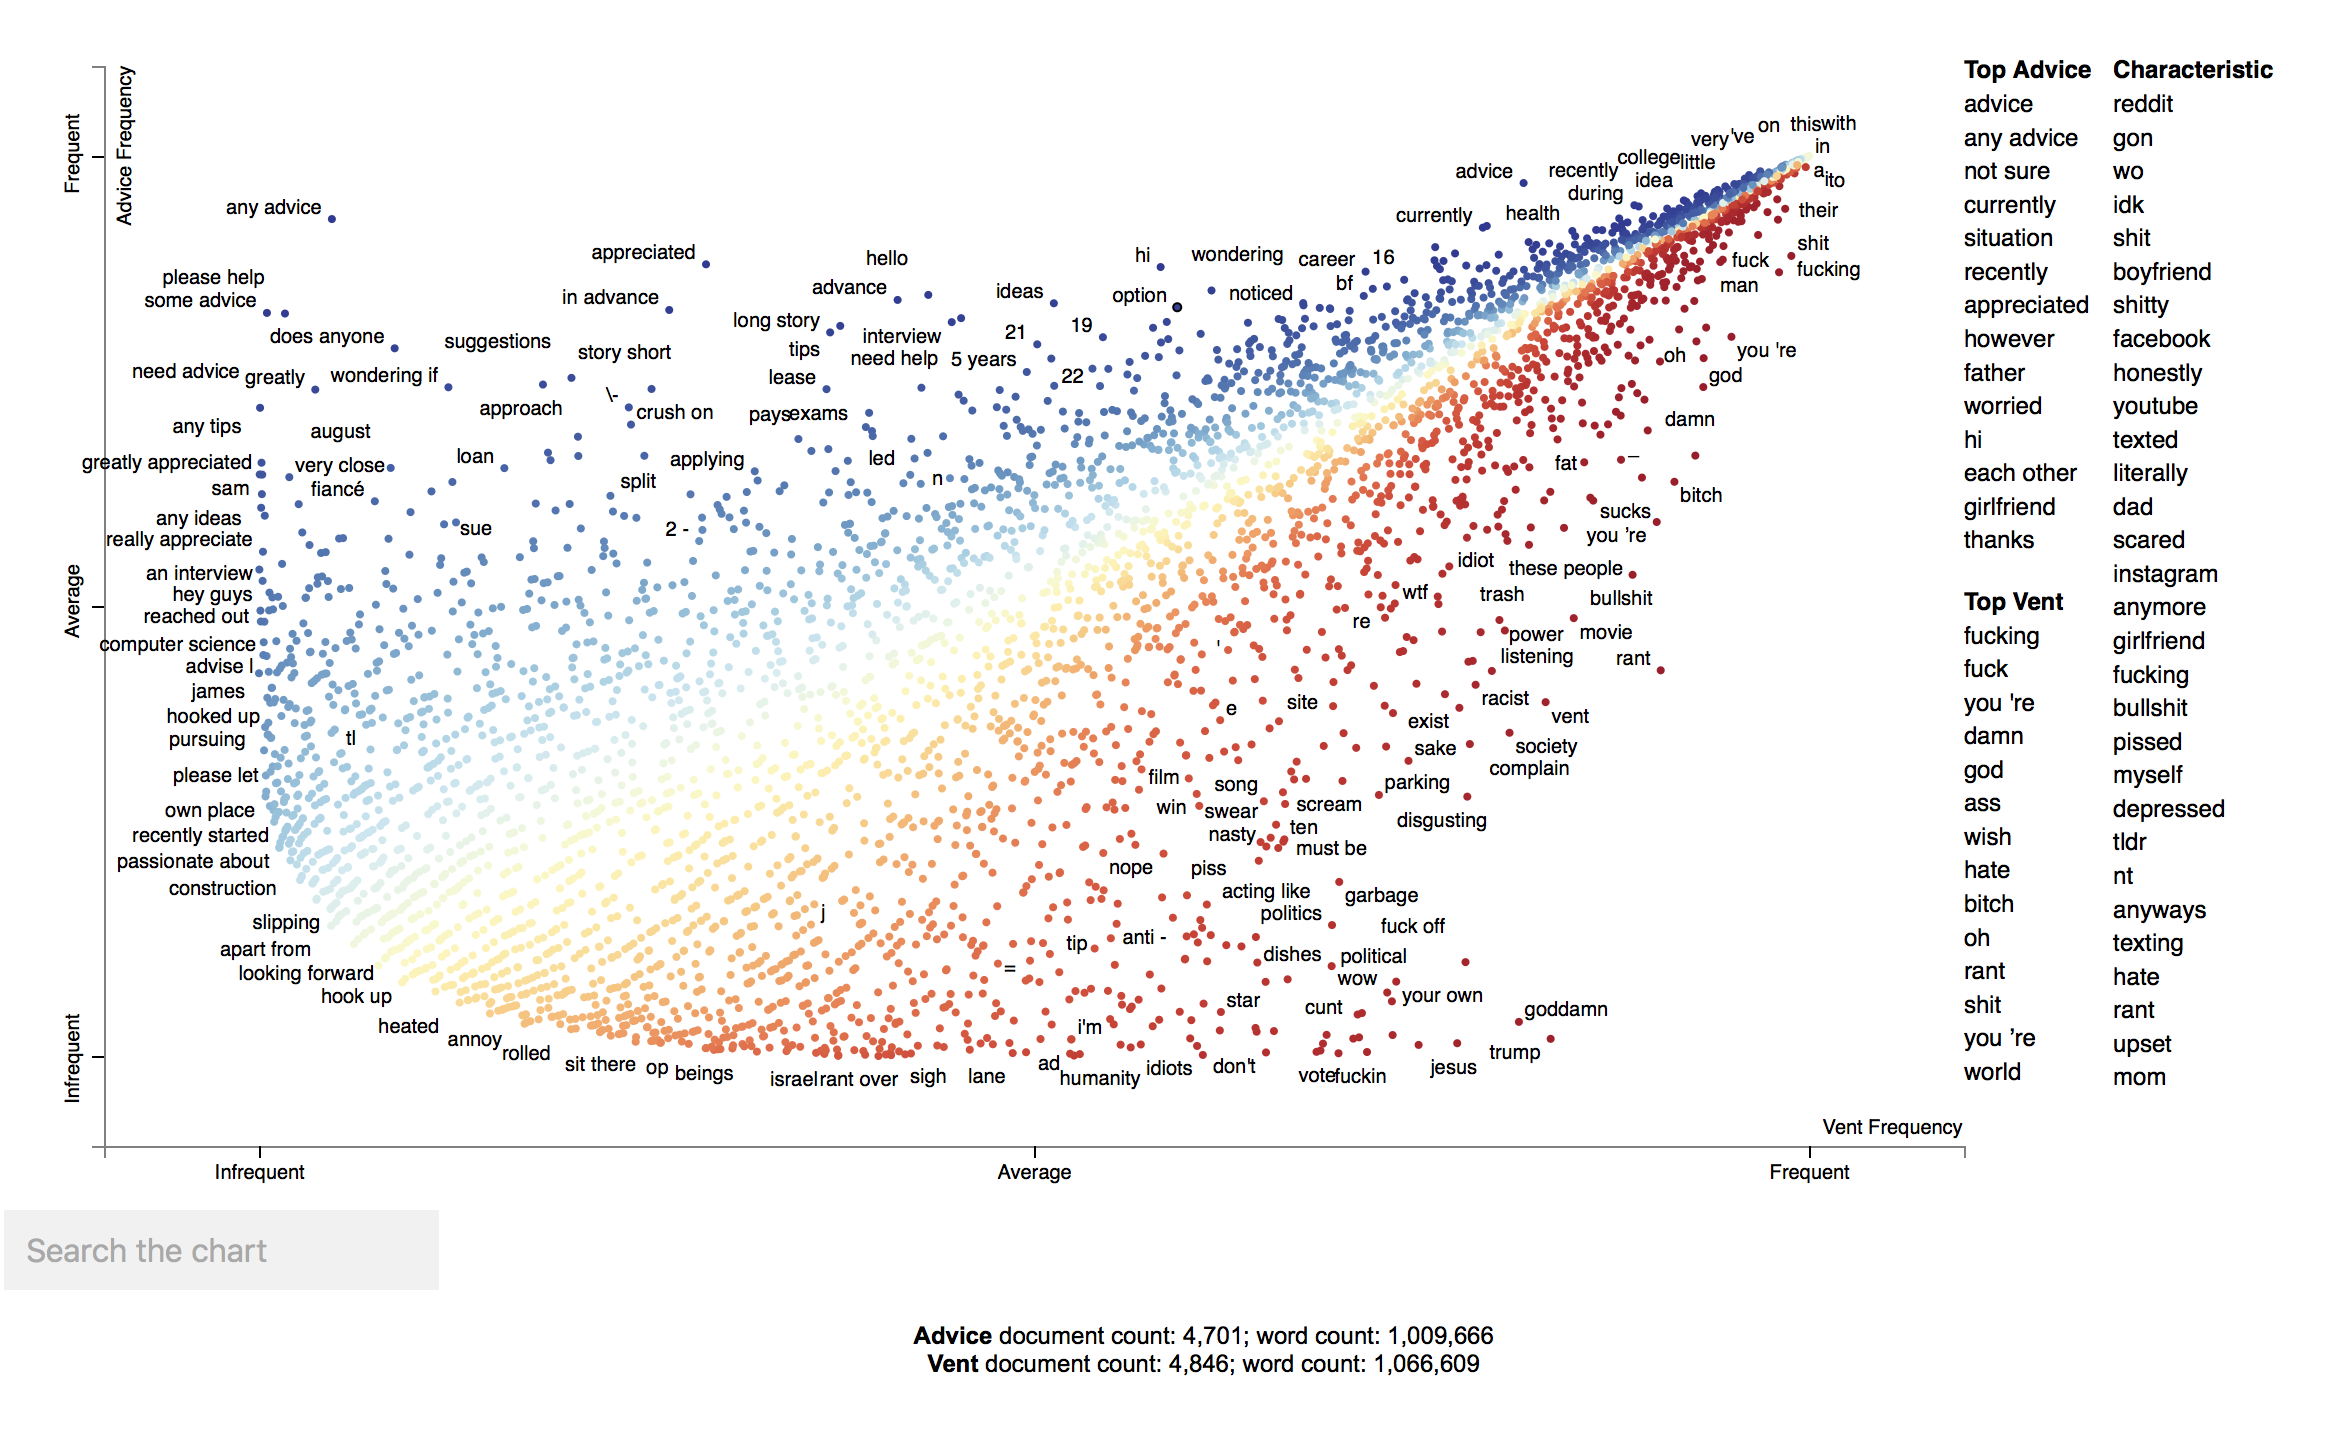 Top Advice Characteristic
advice reddit
any advice gon
not sure wo
currently idk
situation shit
recently boyfriend
appreciated shitty
however facebook
father honestly
worried youtube
hi texted
each other literally
girlfriend dad
thanks scared
instagram
Top Vent anymore
fucking girlfriend
fuck fucking
you 're bullshit
damn pissed
god myself
ass depressed
wish tldr
hate nt
bitch anyways
oh texting
rant hate
shit rant
you ’re upset
world mom
Advice Frequency
Frequent
Average
Infrequent
very 've on this with
in
a, i to
college little
advice recently idea
during
any advice
currently health their
appreciated hello hi wondering career 16 shit
fuck fucking
please help
some advice in advance advance ideas option noticed bf man
does anyone suggestions story short long story interview 21 19
tips need help 5 years oh you 're
need advice greatly wondering if lease 22 god
approach \- crush on pays exams damn
any tips august
greatly appreciated very close loan applying led fat –
sam fiancé split n bitch
any ideas sue 2 - sucks
really appreciate you ’re
an interview idiot these people
hey guys wtf trash bullshit
reached out re
computer science ' power movie
advise I listening rant
james racist
hooked up e site vent
pursuing tl exist
please let sake society
complain
film song parking
own place win swear scream
recently started nasty ten disgusting
passionate about must be
construction nope piss
acting like garbage
slipping j politics fuck off
apart from tip anti -
looking forward = dishes political
hook up wow
star your own
heated i'm cunt goddamn
annoy rolled trump
sit there op beings ad idiots don't jesus
israel rant over sigh lane humanity vote fuckin
Vent Frequency
Infrequent Average Frequent
Search the chart
Advice document count: 4,701; word count: 1,009,666
Vent document count: 4,846; word count: 1,066,609